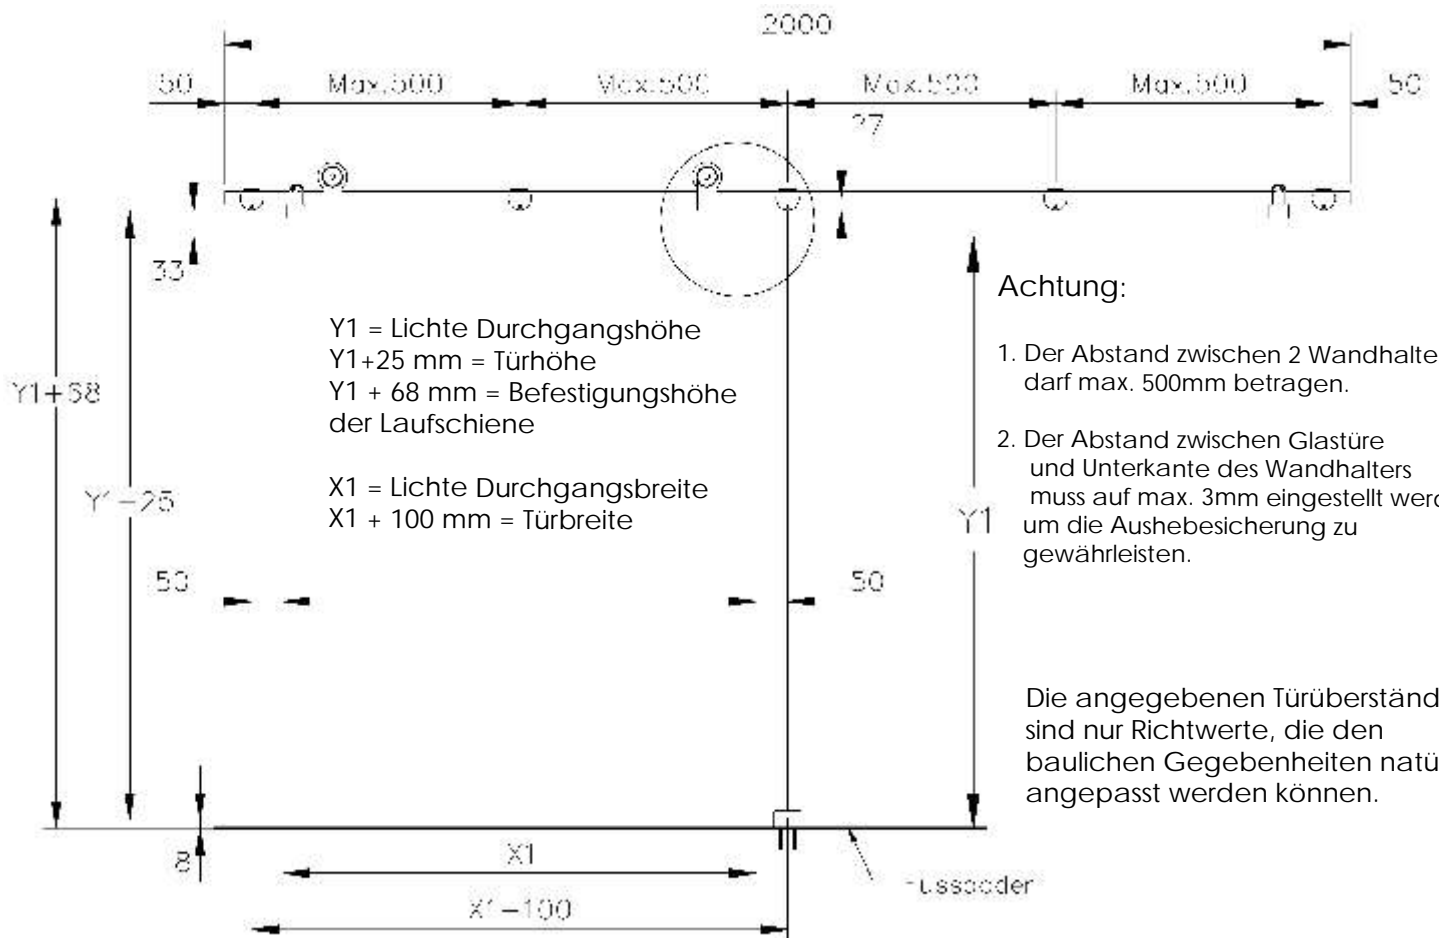 2000
50 Max.500 Max.500 Max.500 Max.500 50
27
33
Y1 = Lichte Durchgangshöhe
Y1+25 mm = Türhöhe
Y1 + 68 mm = Befestigungshöhe
der Laufschiene
X1 = Lichte Durchgangsbreite
X1 + 100 mm = Türbreite
Y1+68
50
50
Y1
Achtung:
1. Der Abstand zwischen 2 Wandhalte
darf max. 500mm betragen.
2. Der Abstand zwischen Glastüre
und Unterkante des Wandhalters
muss auf max. 3mm eingestellt werd
um die Aushebesicherung zu
gewährleisten.
Die angegebenen Türüberständ
sind nur Richtwerte, die den
baulichen Gegebenheiten natü
angepasst werden können.
8
X1